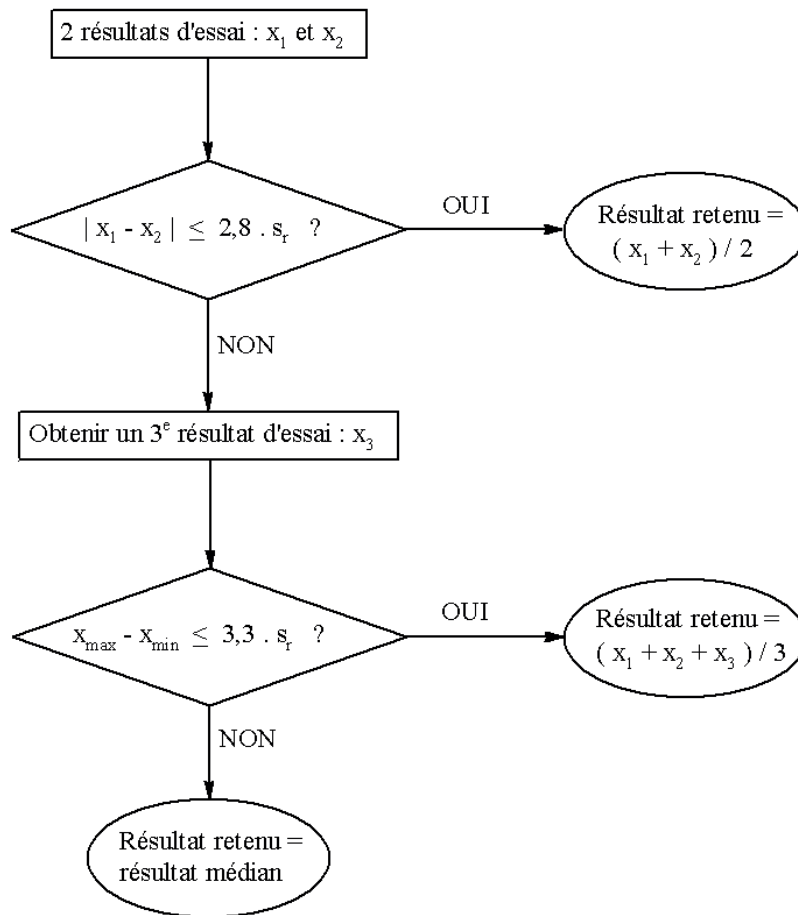 2 résultats d'essai : x₁ et x₂
| x₁ - x₂ | ≤ 2,8 . sᵣ ?
OUI
Résultat retenu =
( x₁ + x₂ ) / 2
NON
Obtenir un 3ᵉ résultat d'essai : x₃
x_max - x_min ≤ 3,3 . sᵣ ?
OUI
Résultat retenu =
( x₁ + x₂ + x₃ ) / 3
NON
Résultat retenu =
résultat médian